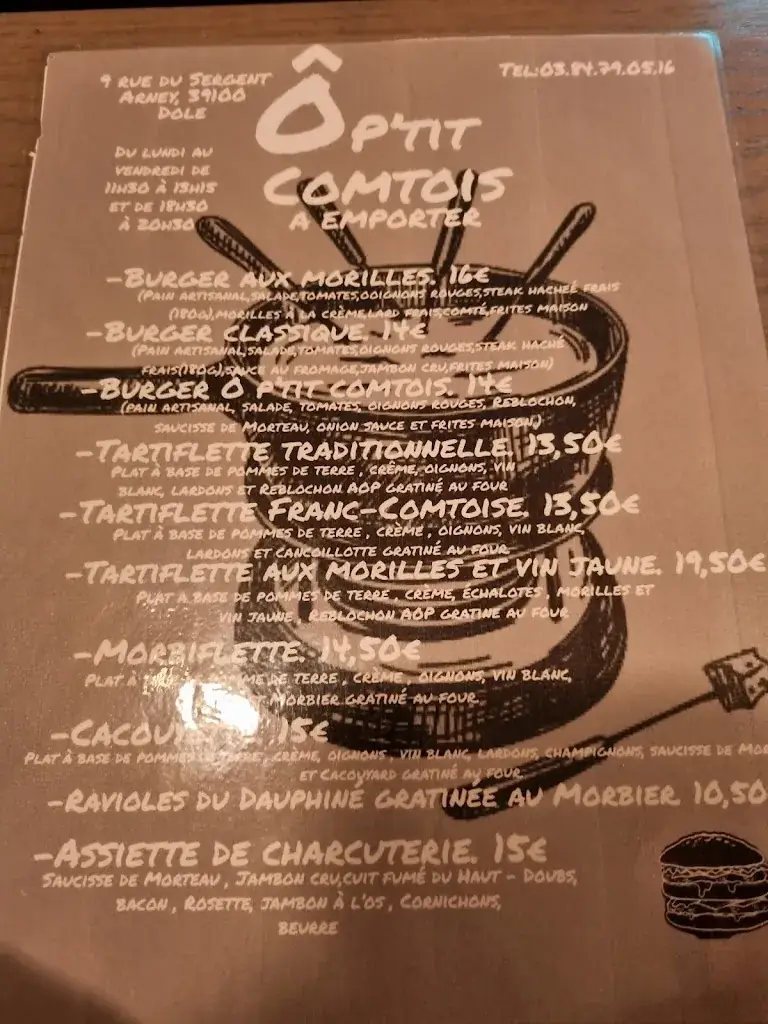 9 rue du Sergent
Arney, 39100
Dole
Tel:03.84.79.05.16
Ô p'tit
comtois
a emporter
Du lundi au
vendredi de
11h30 à 13h15
et de 18h30
à 20h30
-Burger aux morilles. 16€
(Pain artisanal,salade,tomates,ooignons rouges,steak hacheé frais
(180g),morilles à la crème,lard frais,comté,frites maison
-Burger classique. 14€
(Pain artisanal,salade,tomates,oignons rouges,steak haché
frais(180g),sauce au fromage,jambon cru,frites maison)
-Burger Ô p'tit comtois. 14€
(pain artisanal, salade, tomates, oignons rouges, Reblochon,
saucisse de Morteau, onion sauce et frites maison.)
-Tartiflette traditionnelle. 13,50€
Plat à base de pommes de terre , crême, oignons, vin
blanc, lardons et Reblochon AOP gratiné au four
-Tartiflette Franc-Comtoise. 13,50€
Plat à base de pommes de terre , crème , oignons, vin blanc,
lardons et Cancoillotte gratiné au four.
-Tartiflette aux morilles et vin jaune. 19,50€
Plat a base de pommes de terre , crème, échalotes , morilles et
vin jaune , Reblochon AOP gratiné au four
-Morbiflette. 14,50€
Plat à de terre , crème , oignons, vin blanc,
et Morbier gratiné au four.
-Cacou 15€
Plat à base de pommes de terre , crème, oignons , vin blanc, lardons, champignons, saucisse de Mor
et Cacouyard gratiné au four
-Ravioles du Dauphiné gratinée au Morbier. 10,50
-Assiette de charcuterie. 15€
Saucisse de Morteau , Jambon cru,cuit fumé du Haut - Doubs,
bacon , Rosette, jambon à l'os , Cornichons,
beurre